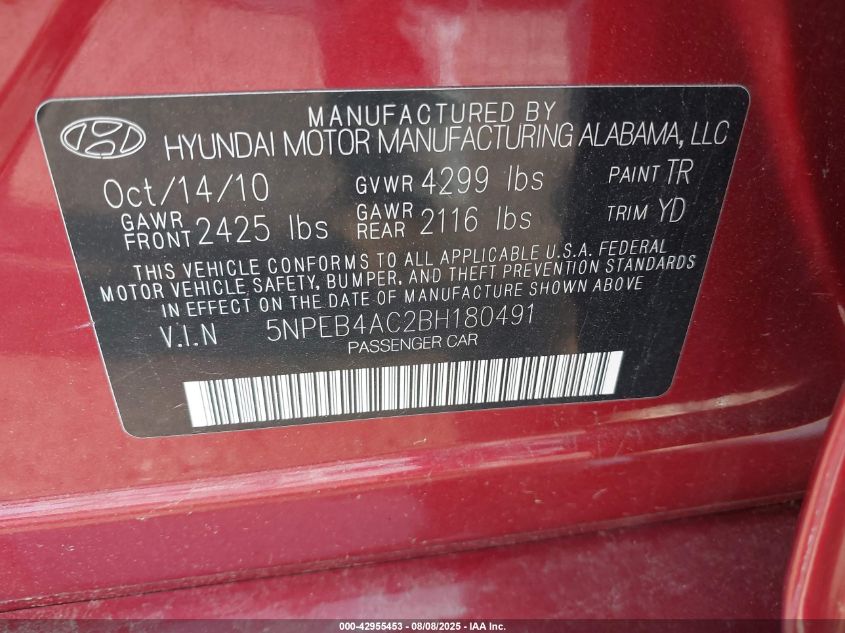 MANUFACTURED BY
HYUNDAI MOTOR MANUFACTURING ALABAMA, LLC
Oct/14/10 GVWR 4299 lbs PAINT TR
GAWR FRONT 2425 lbs GAWR REAR 2116 lbs TRIM YD
THIS VEHICLE CONFORMS TO ALL APPLICABLE U.S.A. FEDERAL
MOTOR VEHICLE, SAFETY, BUMPER, AND THEFT PREVENTION STANDARDS
IN EFFECT ON THE DATE OF MANUFACTURE SHOWN ABOVE.
V.I.N 5NPEB4AC2BH180491
PASSENGER CAR
000-42955453 - 08/08/2025 - IAA Inc.